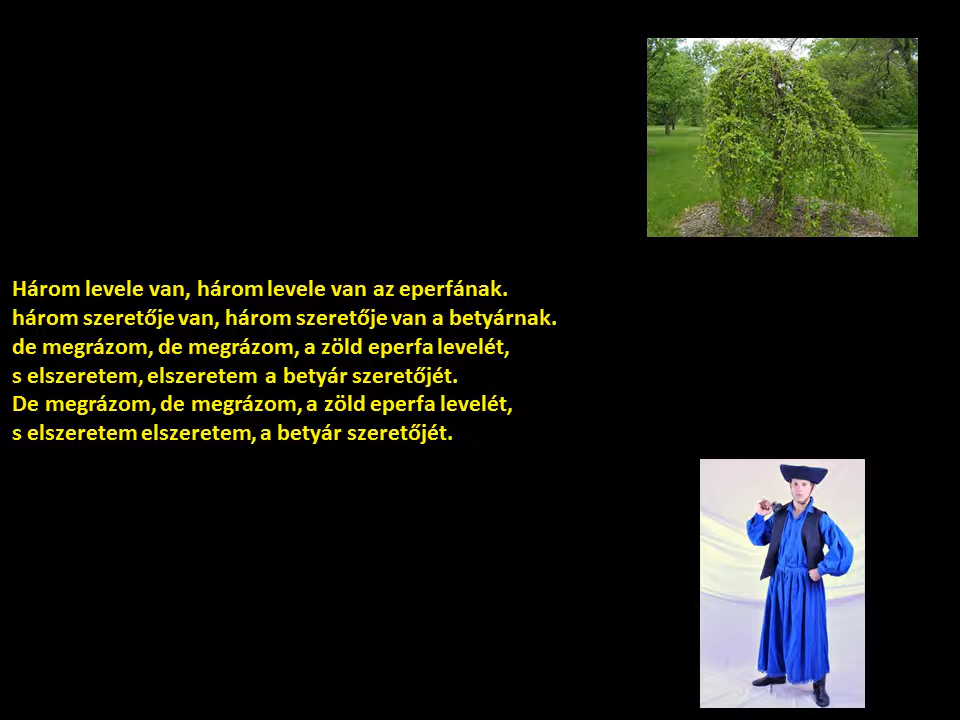 Három levele van, három levele van az eperfának.
három szeretője van, három szeretője van a betyárnak.
de megrázom, de megrázom, a zöld eperfa levelét,
s elszeretem, elszeretem a betyár szeretőjét.
De megrázom, de megrázom, a zöld eperfa levelét,
s elszeretem elszeretem, a betyár szeretőjét.